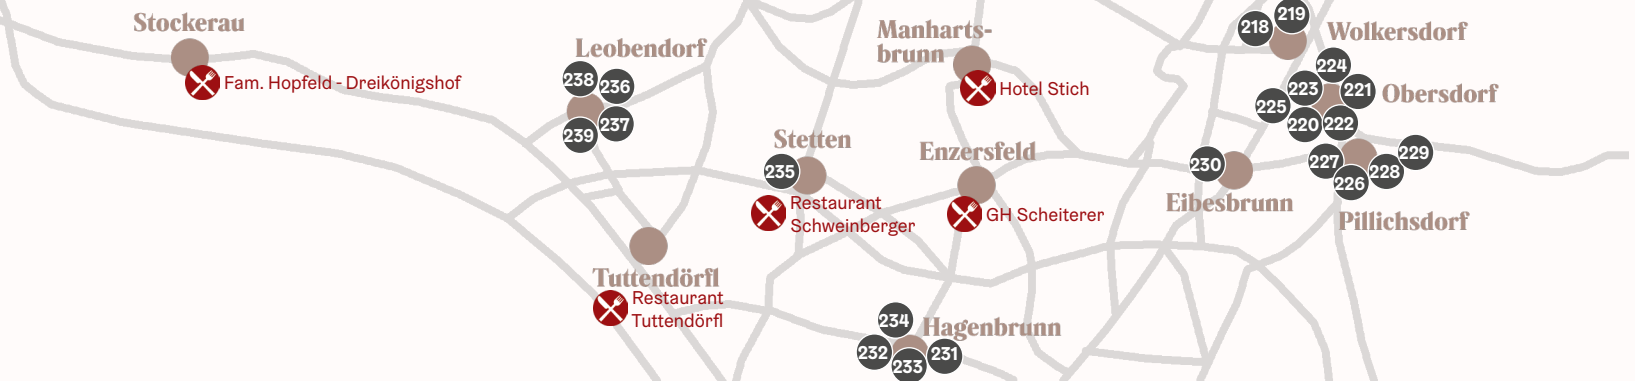 Stockerau
Fam. Hopfeld - Dreikönigshof
Leobendorf
238
236
237
239
Manharts-
brunn
Hotel Stich
218
219
Wolkersdorf
224
223
221
Obersdorf
225
220
222
Stetten
235
Restaurant
Schweinberger
Enzersfeld
GH Scheiterer
230
Eibesbrunn
227
229
228
226
Pillichsdorf
Tuttendörfl
Restaurant
Tuttendörfl
234
Hagenbrunn
232
233
231